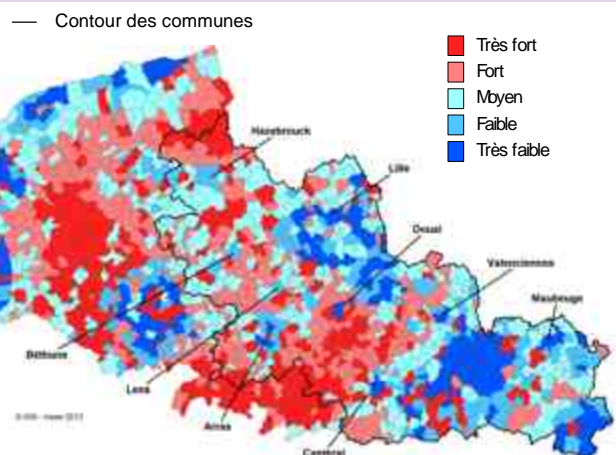 Contour des communes
Très fort
Fort
Moyen
Faible
Très faible
Hazebrouck
Lille
Douai
Valenciennes
Maubeuge
Béthune
Lens
Arras
Cambrai